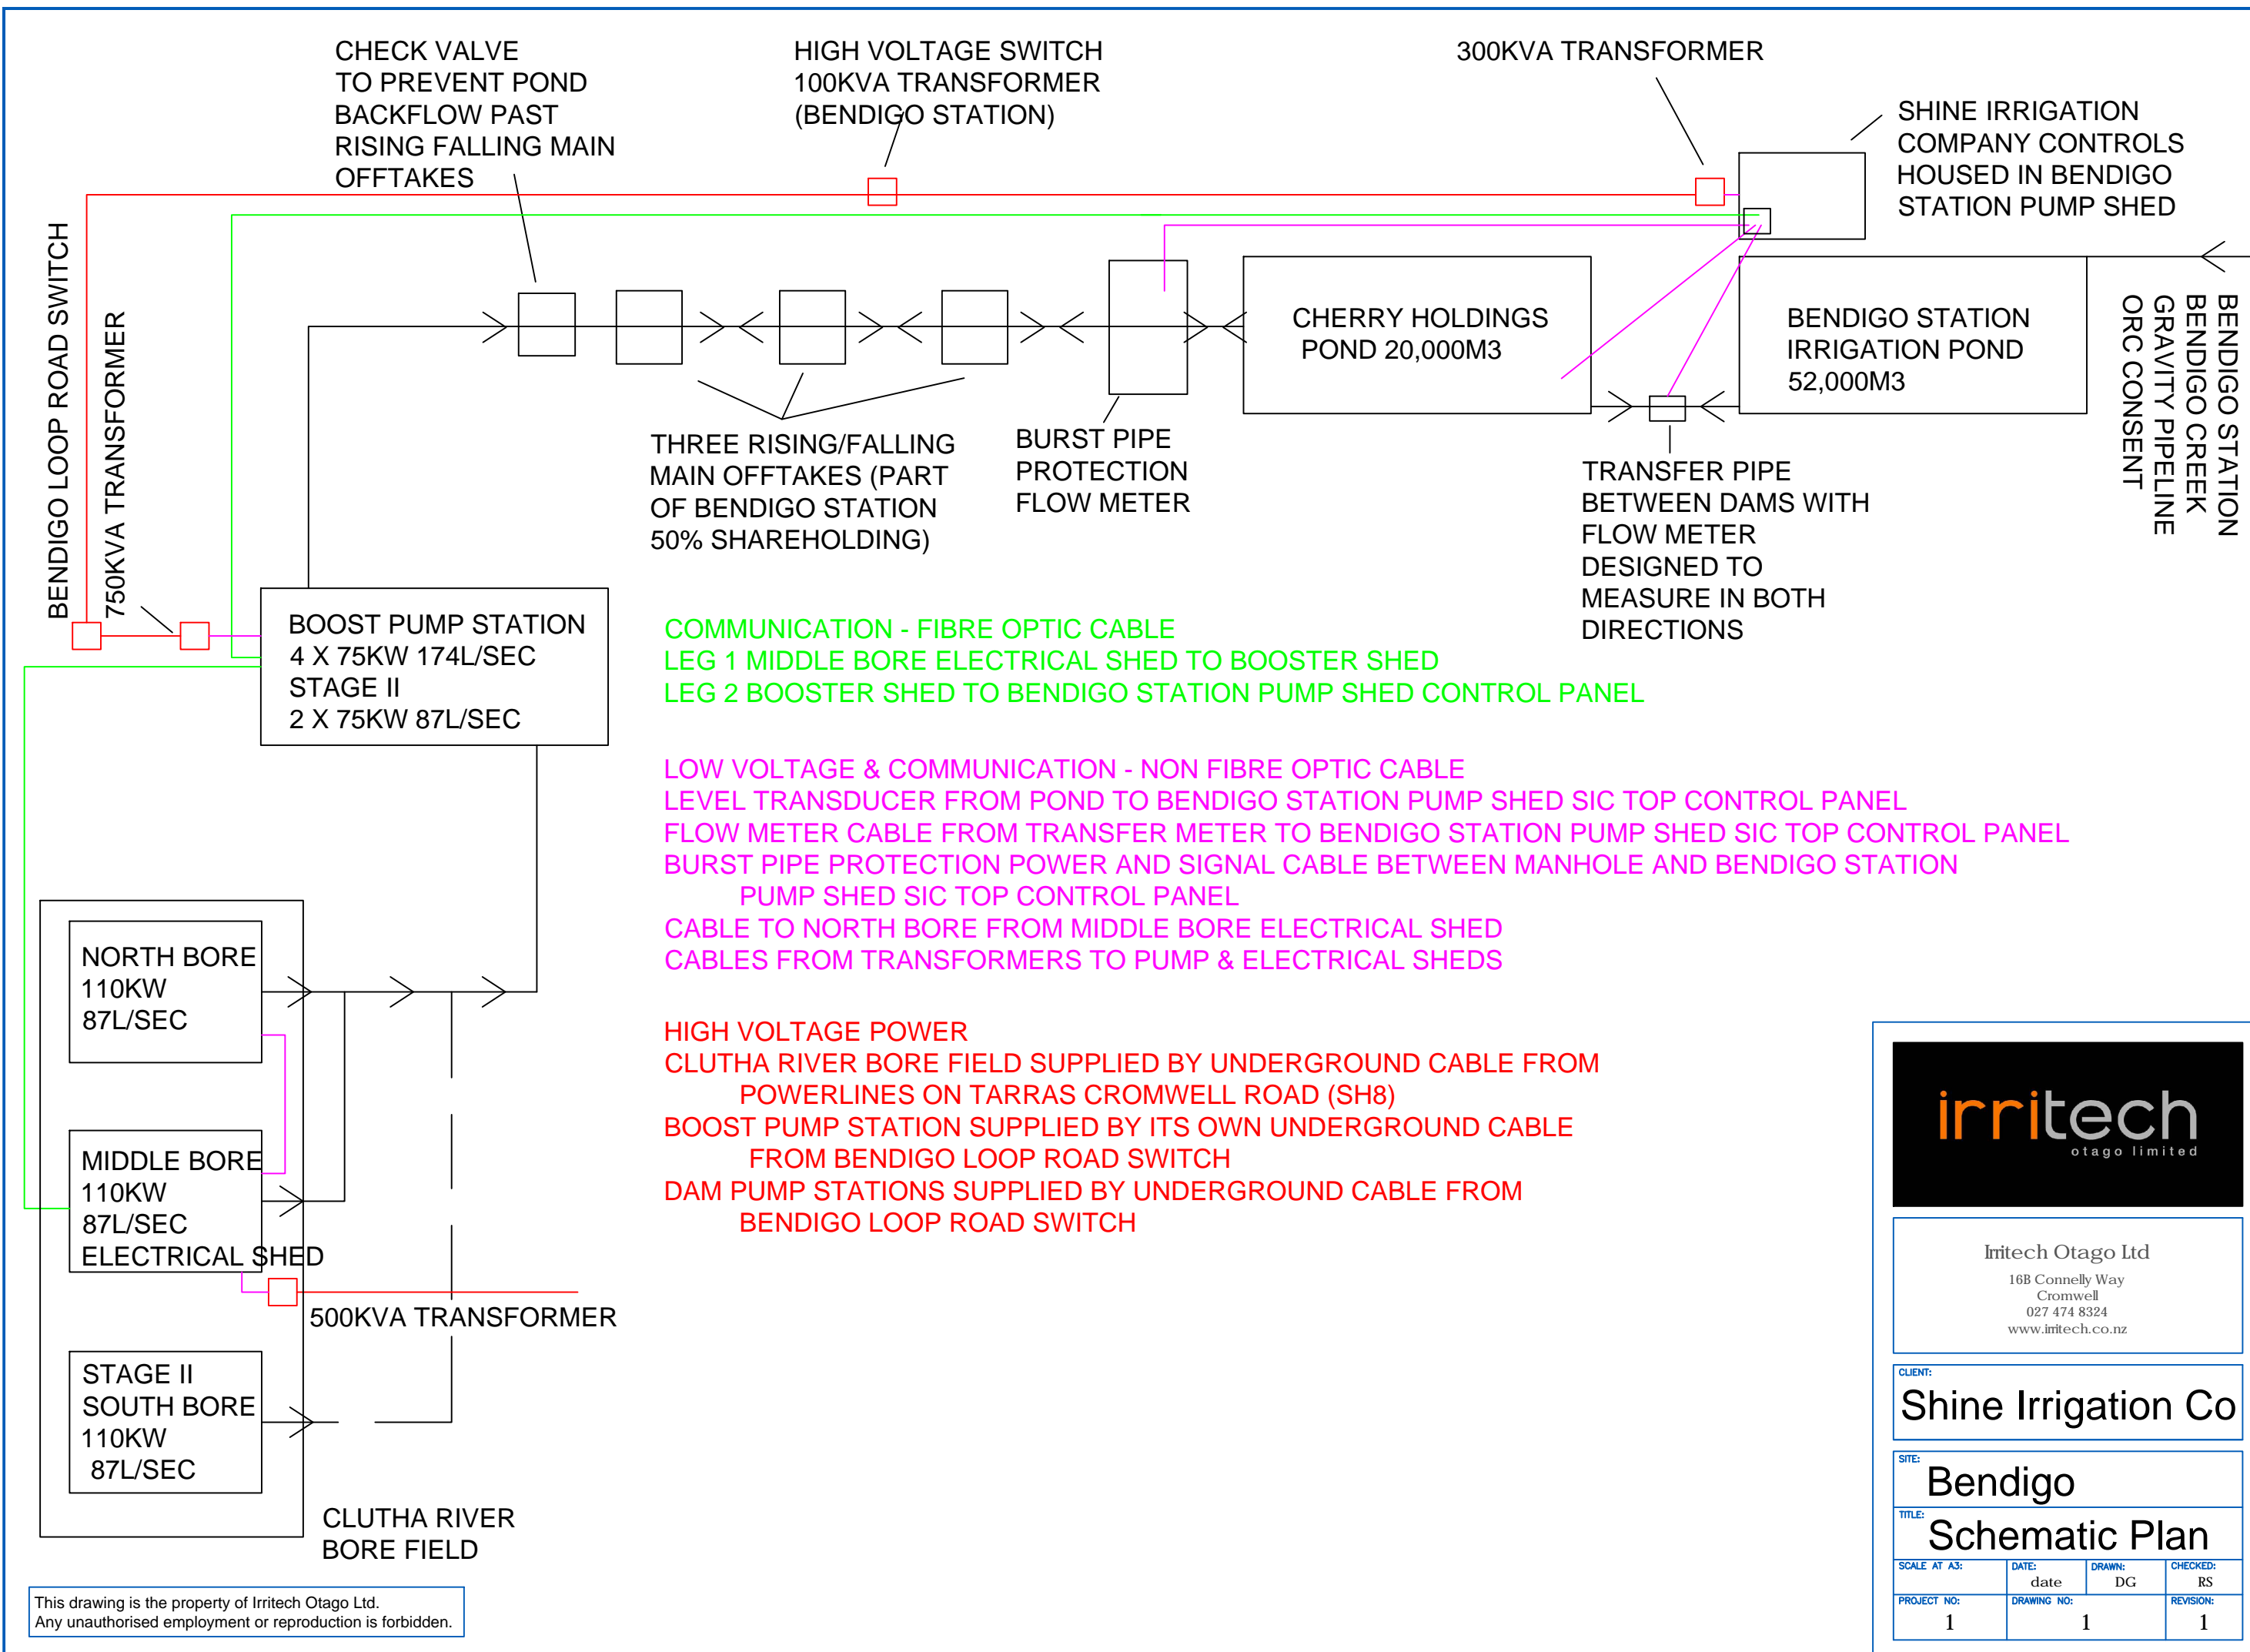 CHECK VALVE
TO PREVENT POND
BACKFLOW PAST
RISING FALLING MAIN
OFFTAKES
HIGH VOLTAGE SWITCH
100KVA TRANSFORMER
(BENDIGO STATION)
300KVA TRANSFORMER
SHINE IRRIGATION
COMPANY CONTROLS
HOUSED IN BENDIGO
STATION PUMP SHED
BENDIGO LOOP ROAD SWITCH
750KVA TRANSFORMER
CHERRY HOLDINGS
POND 20,000M3
BENDIGO STATION
IRRIGATION POND
52,000M3
BENDIGO STATION
BENDIGO CREEK
GRAVITY PIPELINE
ORC CONSENT
THREE RISING/FALLING
MAIN OFFTAKES (PART
OF BENDIGO STATION
50% SHAREHOLDING)
BURST PIPE
PROTECTION
FLOW METER
TRANSFER PIPE
BETWEEN DAMS WITH
FLOW METER
DESIGNED TO
MEASURE IN BOTH
DIRECTIONS
BOOST PUMP STATION
4 X 75KW 174L/SEC
STAGE II
2 X 75KW 87L/SEC
COMMUNICATION - FIBRE OPTIC CABLE
LEG 1 MIDDLE BORE ELECTRICAL SHED TO BOOSTER SHED
LEG 2 BOOSTER SHED TO BENDIGO STATION PUMP SHED CONTROL PANEL
LOW VOLTAGE & COMMUNICATION - NON FIBRE OPTIC CABLE
LEVEL TRANSDUCER FROM POND TO BENDIGO STATION PUMP SHED SIC TOP CONTROL PANEL
FLOW METER CABLE FROM TRANSFER METER TO BENDIGO STATION PUMP SHED SIC TOP CONTROL PANEL
BURST PIPE PROTECTION POWER AND SIGNAL CABLE BETWEEN MANHOLE AND BENDIGO STATION
PUMP SHED SIC TOP CONTROL PANEL
CABLE TO NORTH BORE FROM MIDDLE BORE ELECTRICAL SHED
CABLES FROM TRANSFORMERS TO PUMP & ELECTRICAL SHEDS
HIGH VOLTAGE POWER
CLUTHA RIVER BORE FIELD SUPPLIED BY UNDERGROUND CABLE FROM
POWERLINES ON TARRAS CROMWELL ROAD (SH8)
BOOST PUMP STATION SUPPLIED BY ITS OWN UNDERGROUND CABLE
FROM BENDIGO LOOP ROAD SWITCH
DAM PUMP STATIONS SUPPLIED BY UNDERGROUND CABLE FROM
BENDIGO LOOP ROAD SWITCH
NORTH BORE
110KW
87L/SEC
MIDDLE BORE
110KW
87L/SEC
ELECTRICAL SHED
500KVA TRANSFORMER
STAGE II
SOUTH BORE
110KW
87L/SEC
CLUTHA RIVER
BORE FIELD
This drawing is the property of Irritech Otago Ltd.
Any unauthorised employment or reproduction is forbidden.
irritech
otago limited
Irritech Otago Ltd
16B Connelly Way
Cromwell
027 474 8324
www.irritech.co.nz
CLIENT:
Shine Irrigation Co
SITE:
Bendigo
TITLE:
Schematic Plan
SCALE AT A3: DATE: DRAWN: CHECKED:
date DG RS
PROJECT NO: DRAWING NO: REVISION:
1 1 1